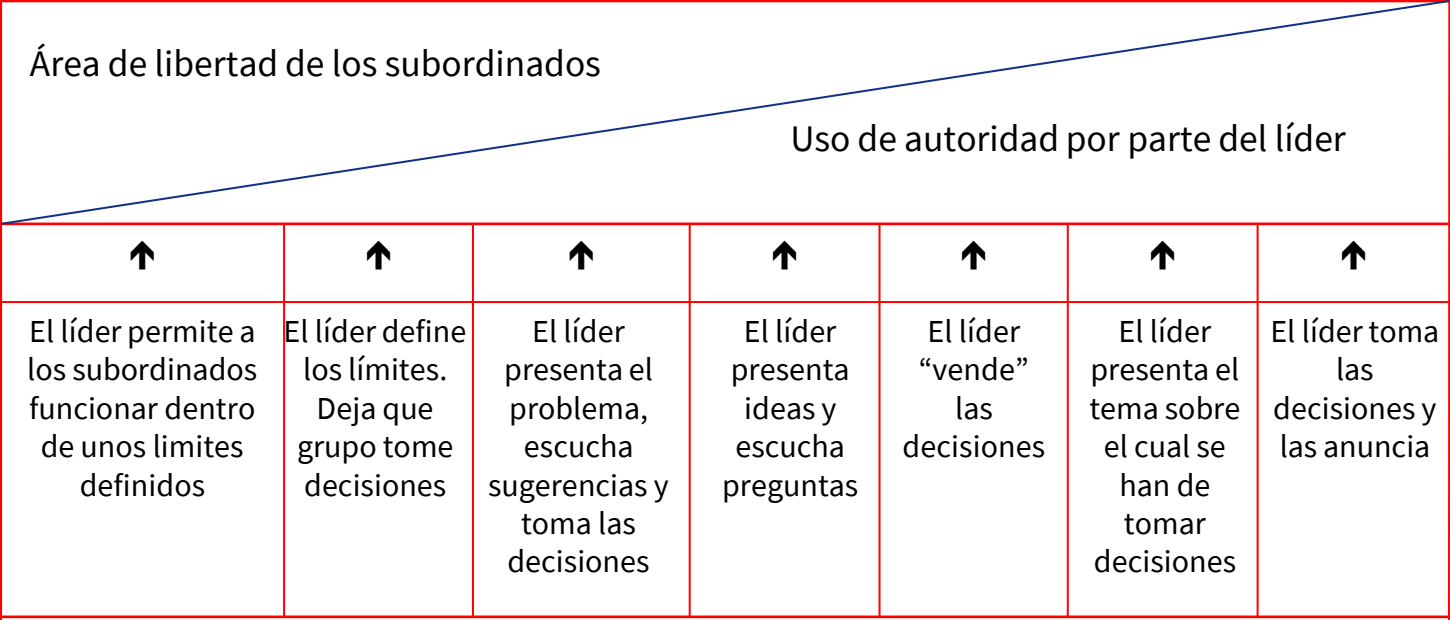 Área de libertad de los subordinados
Uso de autoridad por parte del líder
El líder permite a
los subordinados
funcionar dentro
de unos limites
definidos
El líder define
los límites.
Deja que
grupo tome
decisiones
El líder
presenta el
problema,
escucha
sugerencias y
toma las
decisiones
El líder
presenta
ideas y
escucha
preguntas
El líder
“vende”
las
decisiones
El líder
presenta el
tema sobre
el cual se
han de
tomar
decisiones
El líder toma
las
decisiones y
las anuncia